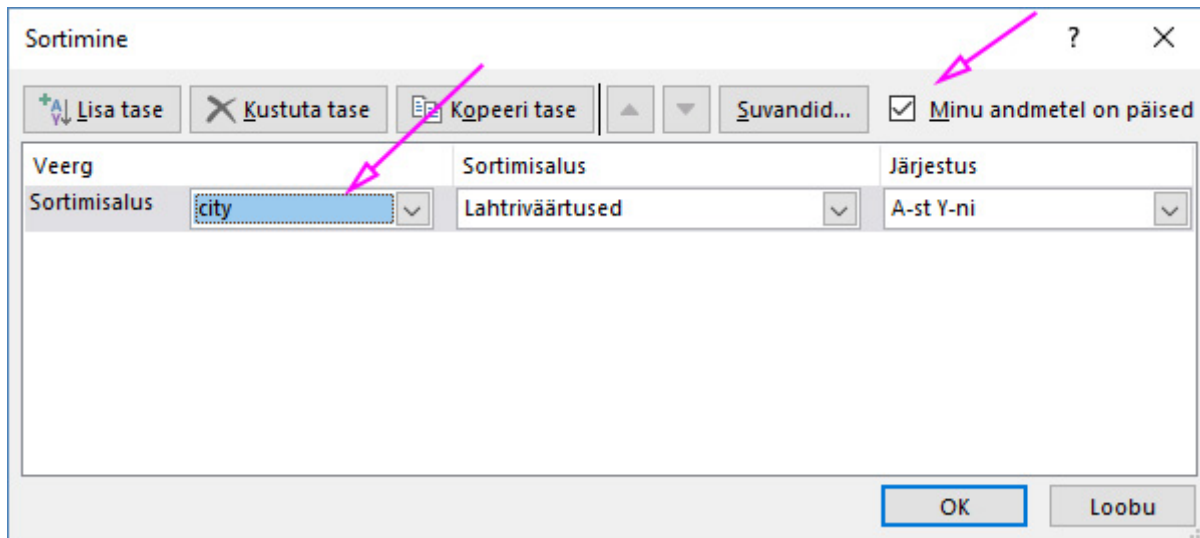 Sortimine
?
Lisa tase Kustuta tase Kopeeri tase Suvandid... Minu andmetel on päised
Veerg Sortimisalus Järjestus
Sortimisalus city Lahtriväärtused A-st Y-ni
OK Loobu